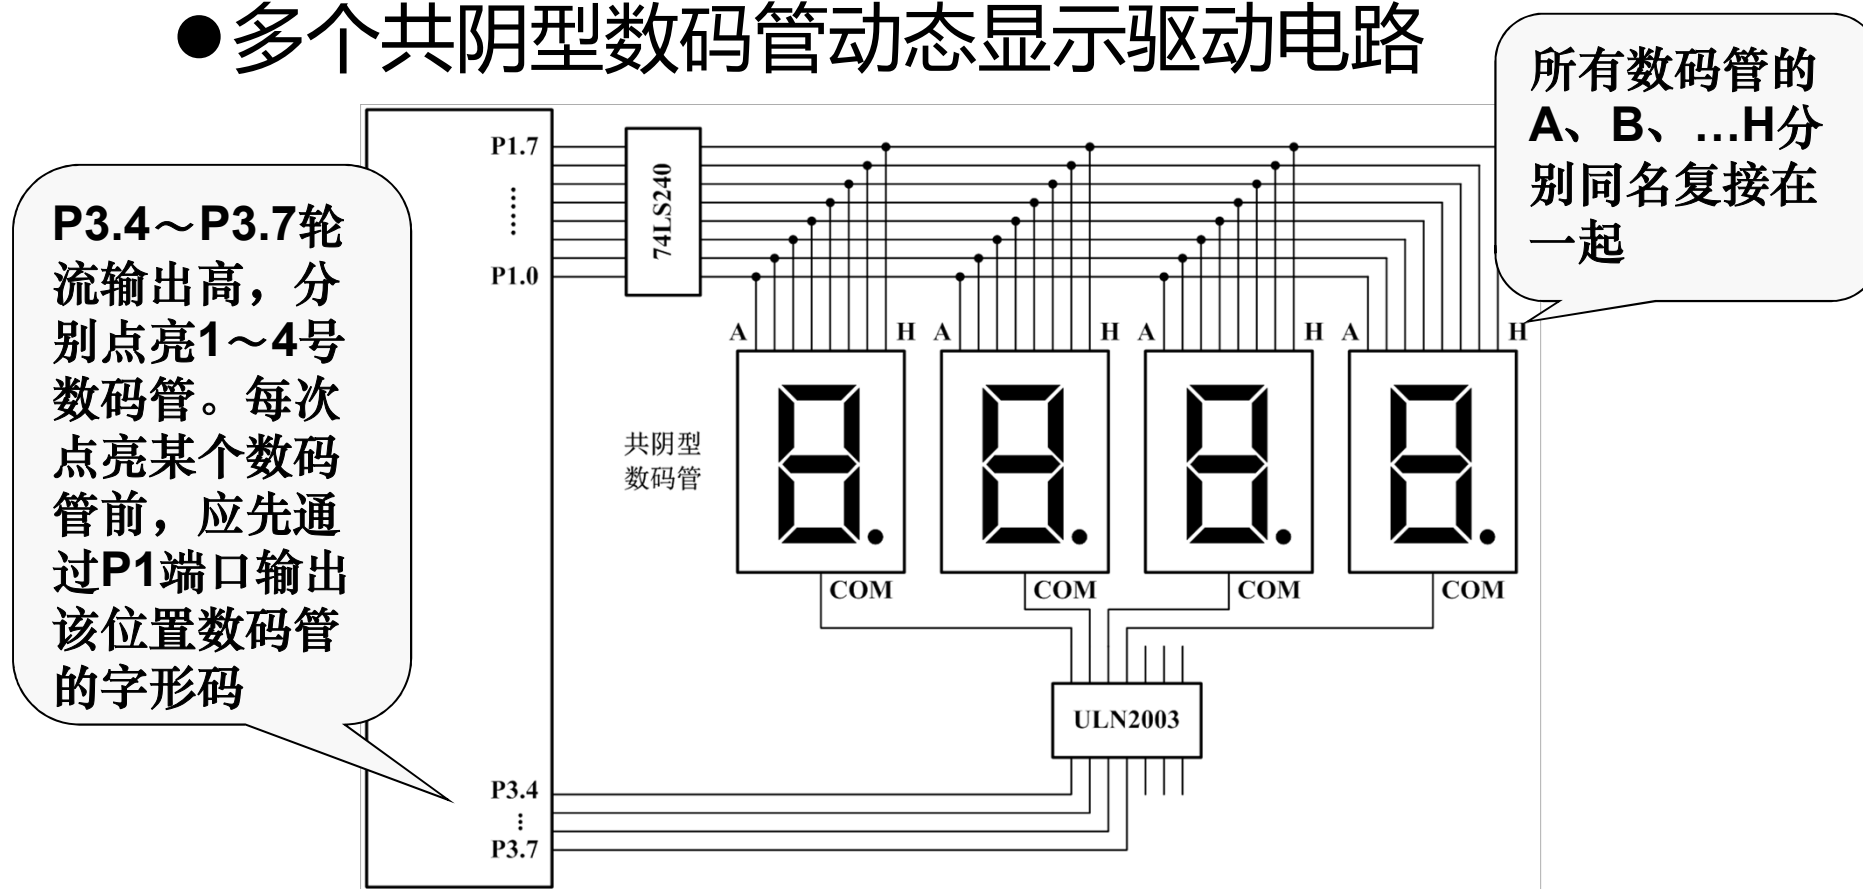 ●多个共阴型数码管动态显示驱动电路
所有数码管的
A、B、…H分
别同名复接在
一起
P3.4～P3.7轮
流输出高，分
别点亮1～4号
数码管。每次
点亮某个数码
管前，应先通
过P1端口输出
该位置数码管
的字形码
P1.7
P1.0
74LS240
A H A H A H A H
共阴型
数码管
COM COM COM COM
ULN2003
P3.4
P3.7